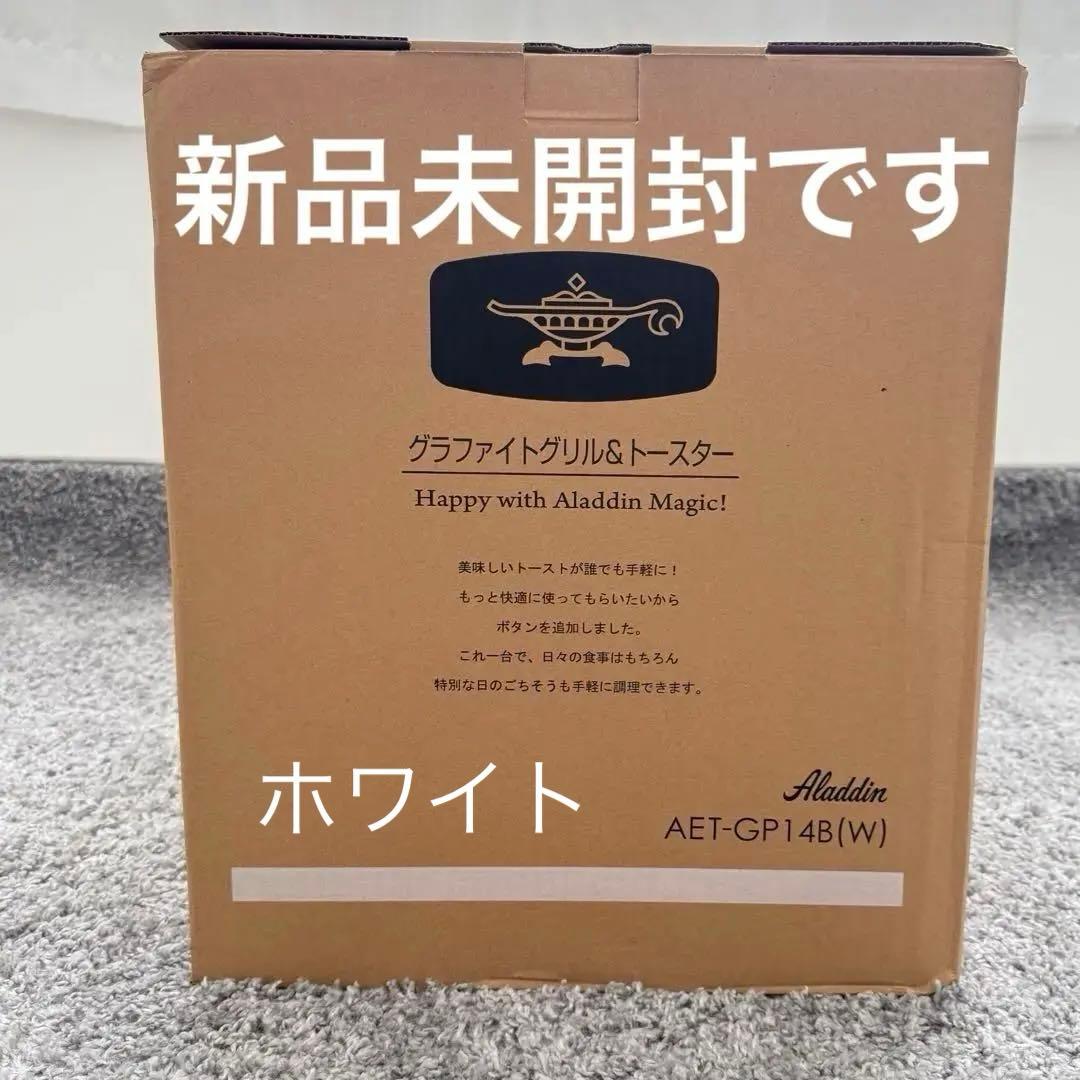 新品未開封です
グラファイトグリル&トースター
Happy with Aladdin Magic!
美味しいトーストが誰でも手軽に！
もっと快適に使ってもらいたいから
ボタンを追加しました。
これ一台で、日々の食事はもちろん
特別な日のごちそうも手軽に調理できます。
ホワイト
Aladdin
AET-GP14B(W)